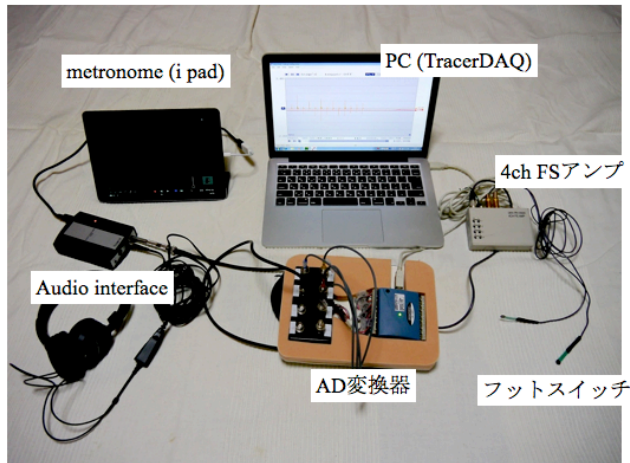 metronome (i pad)
PC (TracerDAQ)
4ch FSアンプ
Audio interface
AD変換器
フットスイッチ